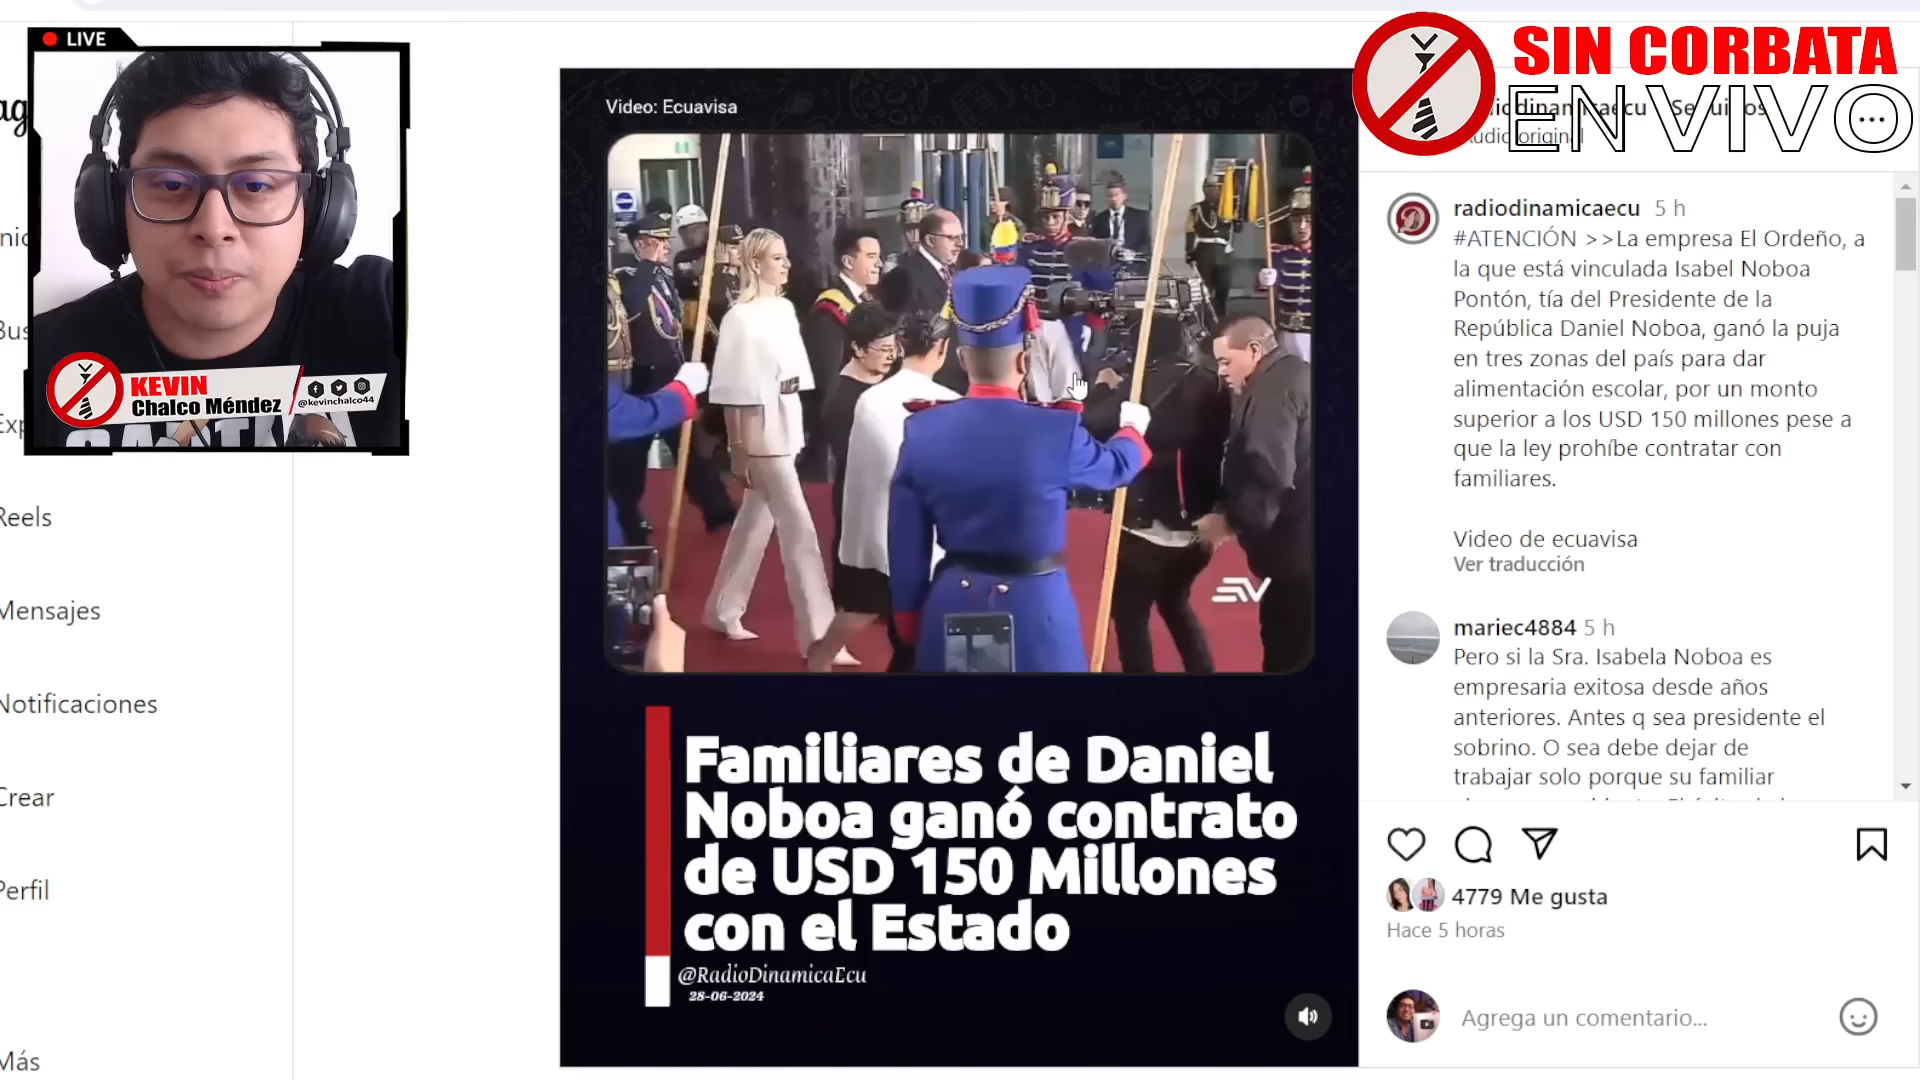 LIVE
KEVIN
Chalco Méndez
@kevinchalco44
SIN CORBATA
EN VIVO
Reels
Mensajes
Notificaciones
Crear
Perfil
Más
Video: Ecuavisa
Familiares de Daniel
Noboa ganó contrato
de USD 150 Millones
con el Estado
@RadioDinamicaEcu
28-06-2024
radiodinamicaecu 5 h
#ATENCIÓN >>La empresa El Ordeño, a
la que está vinculada Isabel Noboa
Pontón, tía del Presidente de la
República Daniel Noboa, ganó la puja
en tres zonas del país para dar
alimentación escolar, por un monto
superior a los USD 150 millones pese a
que la ley prohíbe contratar con
familiares.
Video de ecuavisa
Ver traducción
mariec4884 5 h
Pero si la Sra. Isabela Noboa es
empresaria exitosa desde años
anteriores. Antes q sea presidente el
sobrino. O sea debe dejar de
trabajar solo porque su familiar
4779 Me gusta
Hace 5 horas
Agrega un comentario...